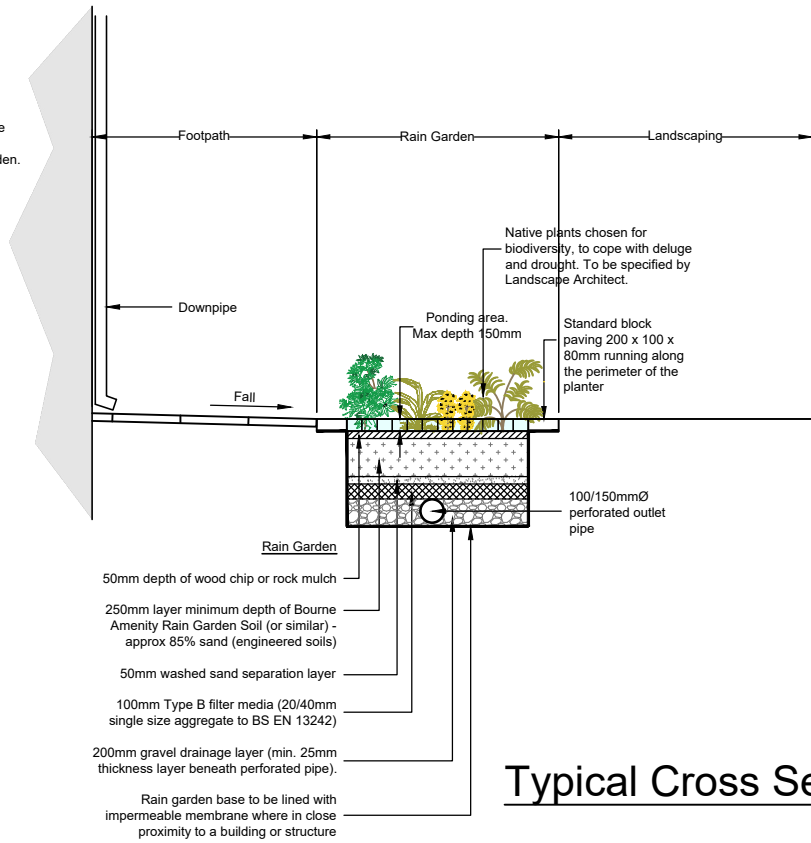 e
den.
Footpath
Rain Garden
Landscaping
Native plants chosen for
biodiversity, to cope with deluge
and drought. To be specified by
Landscape Architect.
Downpipe
Ponding area.
Max depth 150mm
Standard block
paving 200 x 100 x
80mm running along
the perimeter of the
planter
Fall
100/150mmØ
perforated outlet
pipe
Rain Garden
50mm depth of wood chip or rock mulch
250mm layer minimum depth of Bourne
Amenity Rain Garden Soil (or similar) -
approx 85% sand (engineered soils)
50mm washed sand separation layer
100mm Type B filter media (20/40mm
single size aggregate to BS EN 13242)
200mm gravel drainage layer (min. 25mm
thickness layer beneath perforated pipe).
Rain garden base to be lined with
impermeable membrane where in close
proximity to a building or structure
Typical Cross Se